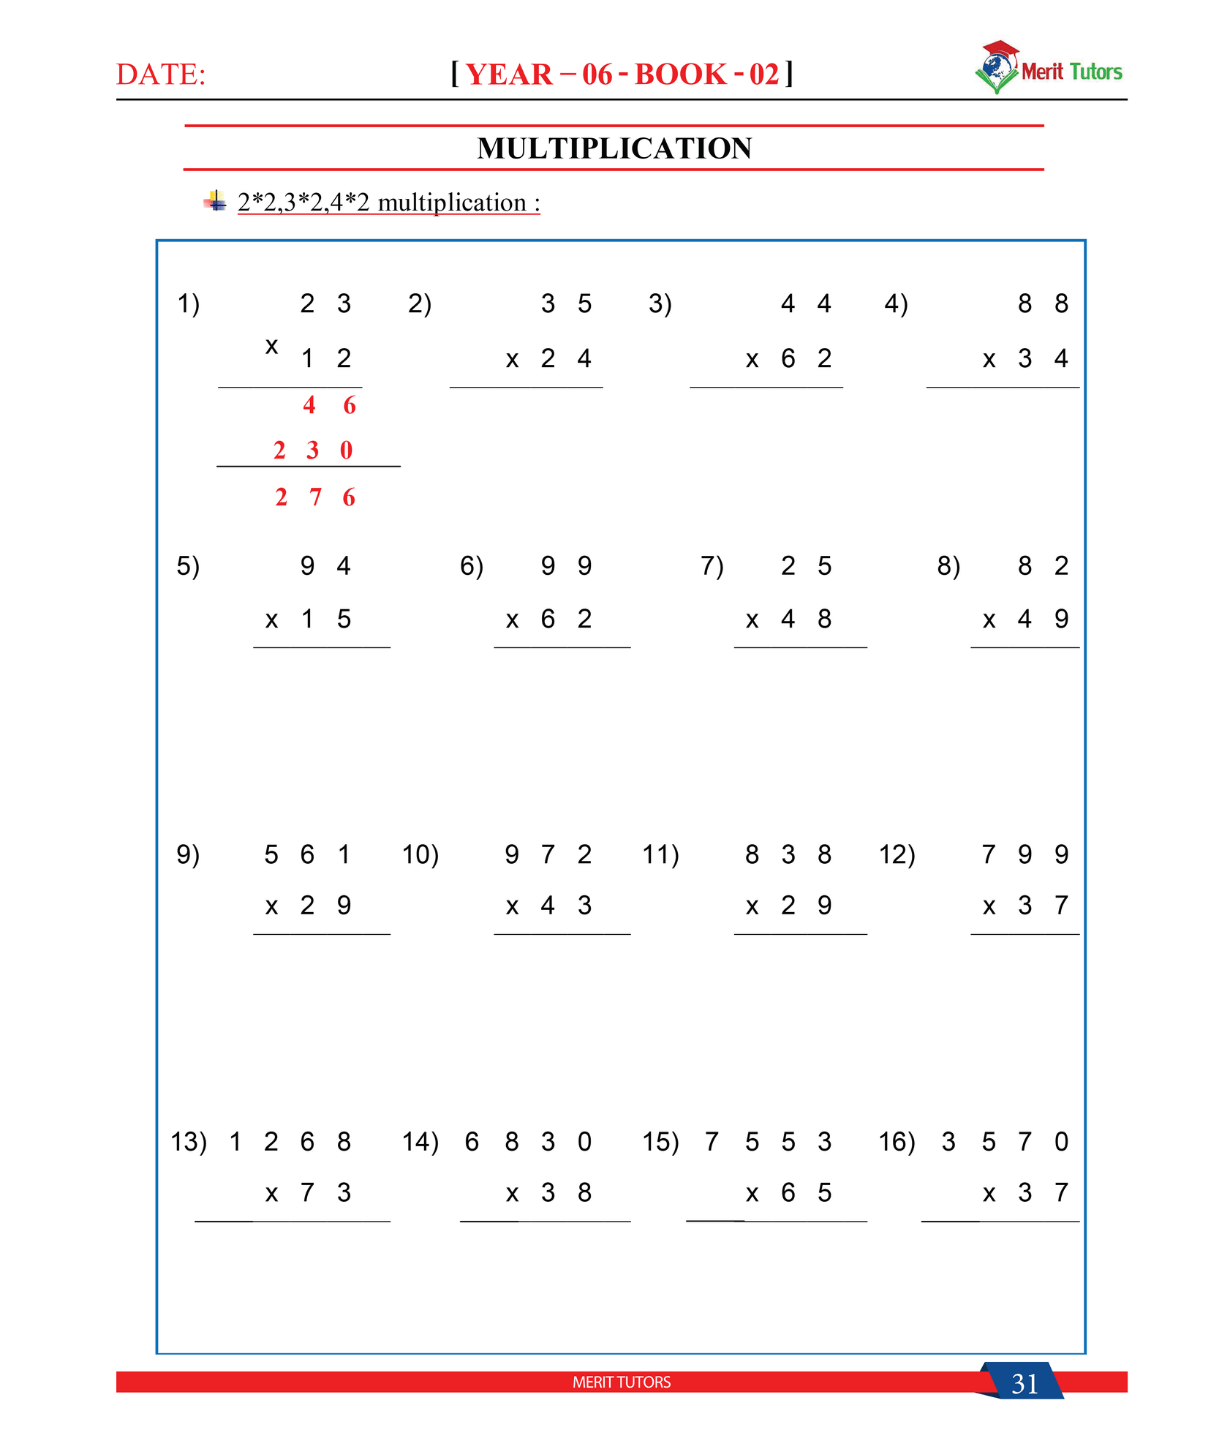 DATE: [ YEAR – 06 - BOOK - 02 ] Merit Tutors
MULTIPLICATION
2*2,3*2,4*2 multiplication :
1) 2 3 2) 3 5 3) 4 4 4) 8 8
x 1 2 x 2 4 x 6 2 x 3 4
4 6
2 3 0
2 7 6
5) 9 4 6) 9 9 7) 2 5 8) 8 2
x 1 5 x 6 2 x 4 8 x 4 9
9) 5 6 1 10) 9 7 2 11) 8 3 8 12) 7 9 9
x 2 9 x 4 3 x 2 9 x 3 7
13) 1 2 6 8 14) 6 8 3 0 15) 7 5 5 3 16) 3 5 7 0
x 7 3 x 3 8 x 6 5 x 3 7
MERIT TUTORS 31